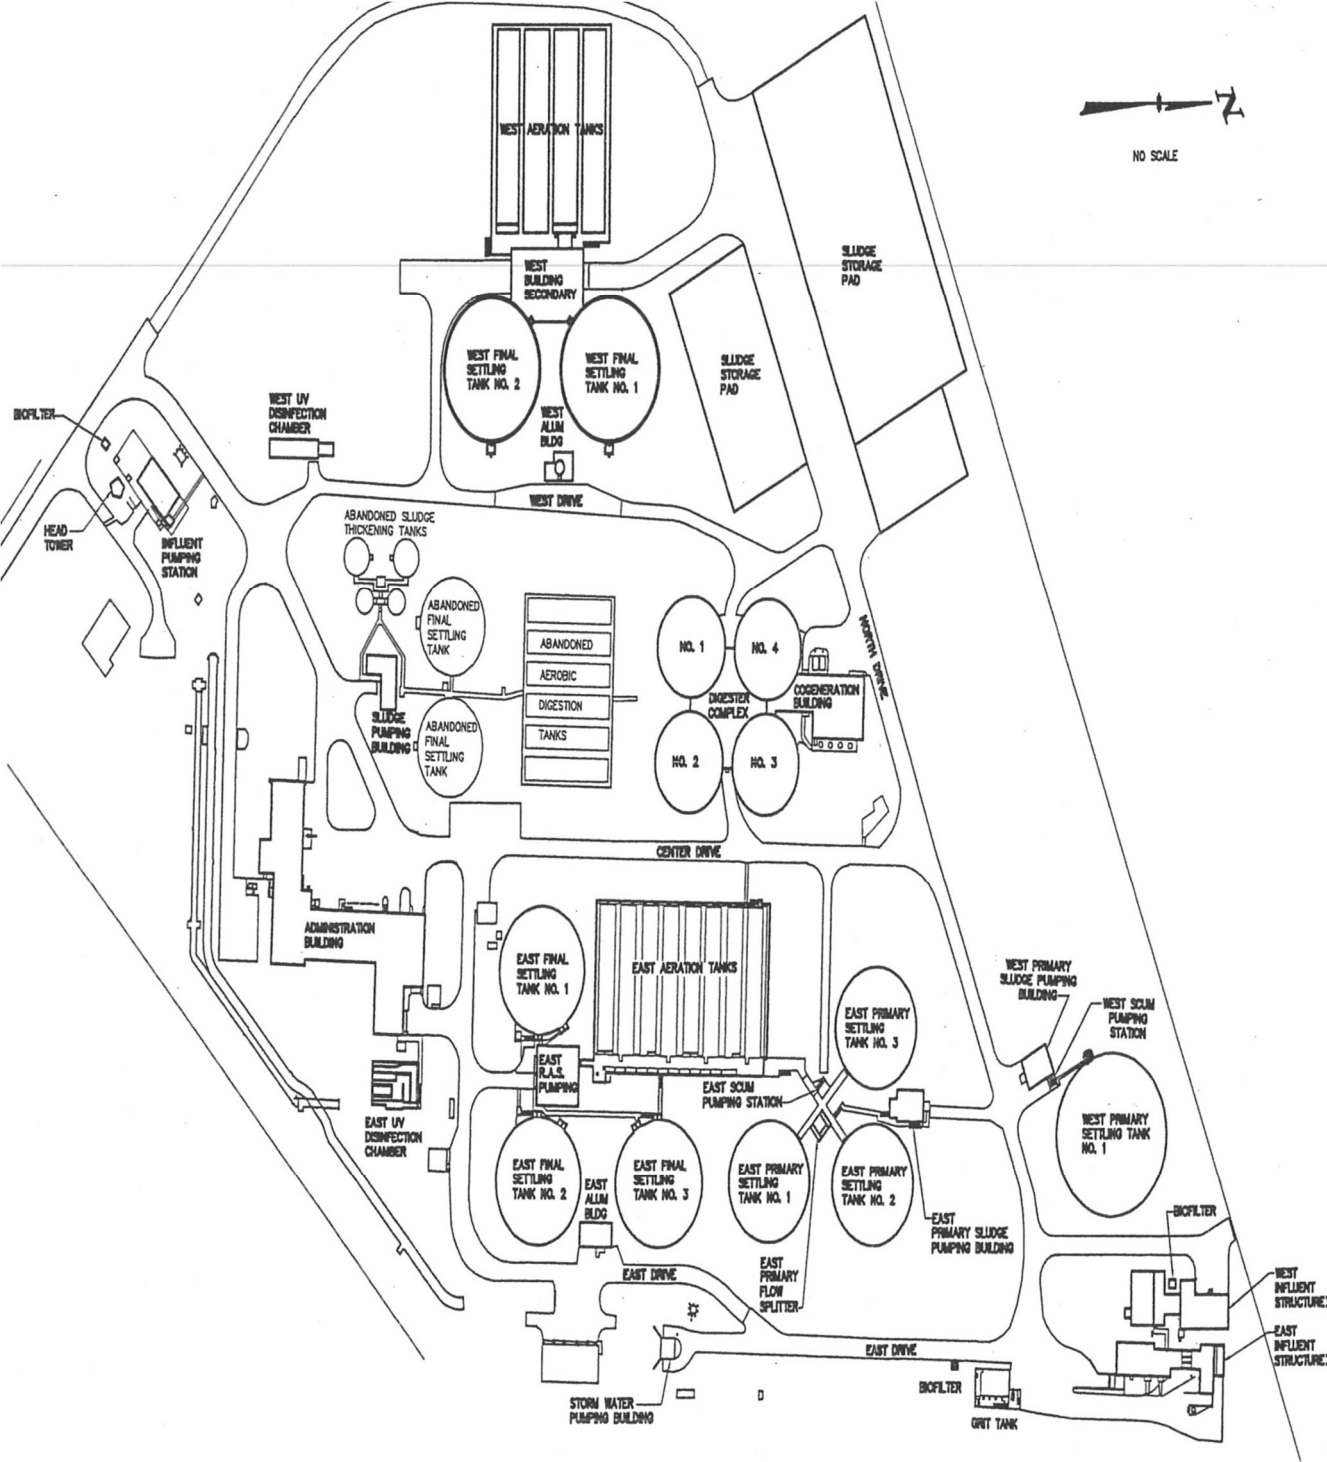 WEST AERATION TANKS
N
NO SCALE
SLUDGE
STORAGE
PAD
WEST
BUILDING
SECONDARY
WEST FINAL
SETTLING
TANK NO. 2
WEST FINAL
SETTLING
TANK NO. 1
SLUDGE
STORAGE
PAD
WEST UV
DISINFECTION
CHAMBER
BIOFILTER
WEST
ALUM
BLDG
WEST DRIVE
HEAD
TOWER
INFLUENT
PUMPING
STATION
ABANDONED SLUDGE
THICKENING TANKS
ABANDONED
FINAL
SETTLING
TANK
ABANDONED
AEROBIC
DIGESTION
TANKS
NO. 1
NO. 4
DIGESTER
COMPLEX
NO. 2
NO. 3
COGENERATION
BUILDING
NORTH DRIVE
SLUDGE
PUMPING
BUILDING
ABANDONED
FINAL
SETTLING
TANK
CENTER DRIVE
ADMINISTRATION
BUILDING
EAST FINAL
SETTLING
TANK NO. 1
EAST AERATION TANKS
EAST PRIMARY
SETTLING
TANK NO. 3
WEST PRIMARY
SLUDGE PUMPING
BUILDING
WEST SCUM
PUMPING
STATION
EAST
R.A.S.
PUMPING
EAST SCUM
PUMPING STATION
EAST UV
DISINFECTION
CHAMBER
WEST PRIMARY
SETTLING TANK
NO. 1
EAST FINAL
SETTLING
TANK NO. 2
EAST
ALUM
BLDG
EAST FINAL
SETTLING
TANK NO. 3
EAST PRIMARY
SETTLING
TANK NO. 1
EAST PRIMARY
SETTLING
TANK NO. 2
EAST
PRIMARY SLUDGE
PUMPING BUILDING
BIOFILTER
EAST
PRIMARY
FLOW
SPLITTER
EAST DRIVE
WEST
INFLUENT
STRUCTURE
EAST
INFLUENT
STRUCTURE
EAST DRIVE
BIOFILTER
GRIT TANK
STORM WATER
PUMPING BUILDING